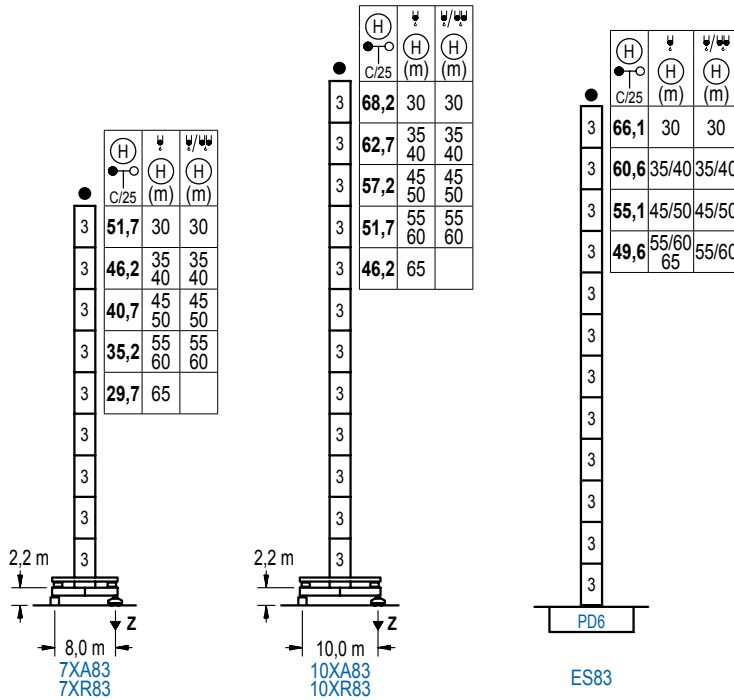 H H H
C/25 (m) (m)
3 51,7 30 30
3 46,2 35 40 35 40
3 40,7 45 50 45 50
3 35,2 55 60 55 60
3 29,7 65
3
3
3
3
2,2 m
Z
8,0 m
7XA83
7XR83
H H H
C/25 (m) (m)
3 68,2 30 30
3 62,7 35 40 35 40
3 57,2 45 50 45 50
3 51,7 55 60 55 60
3 46,2 65
3
3
3
3
3
3
3
2,2 m
Z
10,0 m
10XA83
10XR83
H H H
C/25 (m) (m)
3 66,1 30 30
3 60,6 35/40 35/40
3 55,1 45/50 45/50
3 49,6 55/60 65 55/60
3
3
3
3
3
3
3
3
PD6
ES83